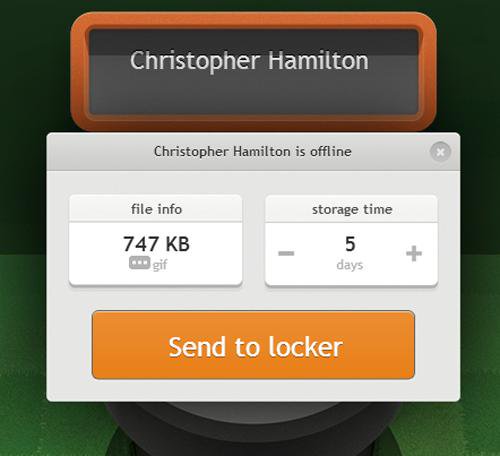 Christopher Hamilton
Christopher Hamilton is offline
file info
747 KB
gif
storage time
− 5 +
days
Send to locker